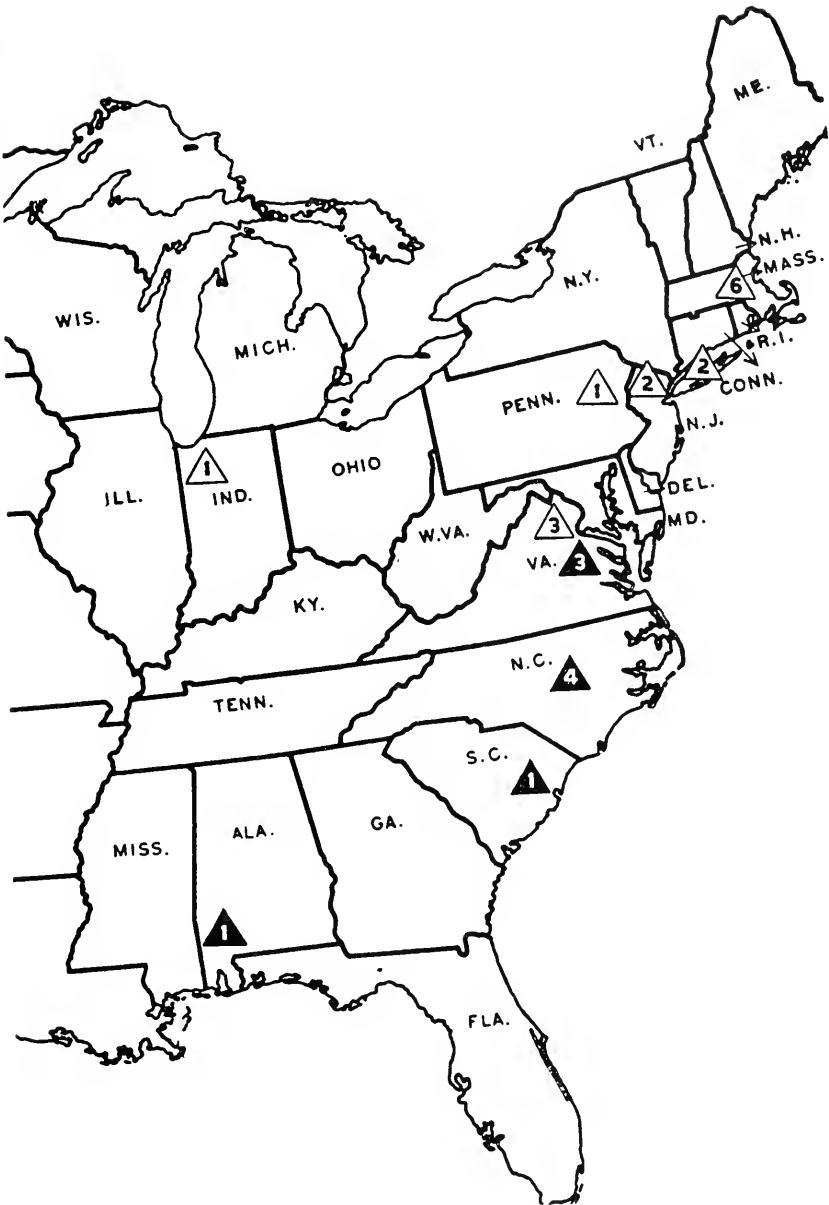 ME.
VT.
N.H.
MASS.
6
N.Y.
WIS.
MICH.
R.I.
2
2
CONN.
1
PENN.
N.J.
OHIO
1
ILL.
IND.
DEL.
MD.
W.VA.
3
VA.
3
KY.
N.C.
4
TENN.
S.C.
1
GA.
ALA.
MISS.
1
FLA.